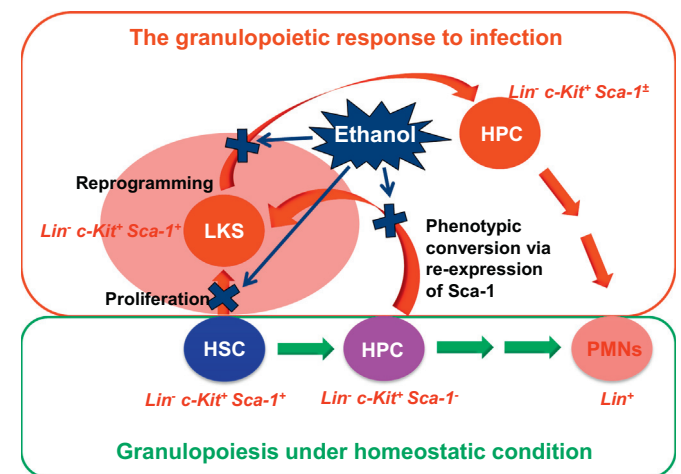 The granulopoietic response to infection
Lin⁻ c-Kit⁺ Sca-1±
Ethanol
HPC
Reprogramming
Lin⁻ c-Kit⁺ Sca-1⁺
LKS
Phenotypic
conversion via
re-expression
of Sca-1
Proliferation
HSC
HPC
PMNs
Lin⁻ c-Kit⁺ Sca-1⁺
Lin⁻ c-Kit⁺ Sca-1⁻
Lin⁺
Granulopoiesis under homeostatic condition